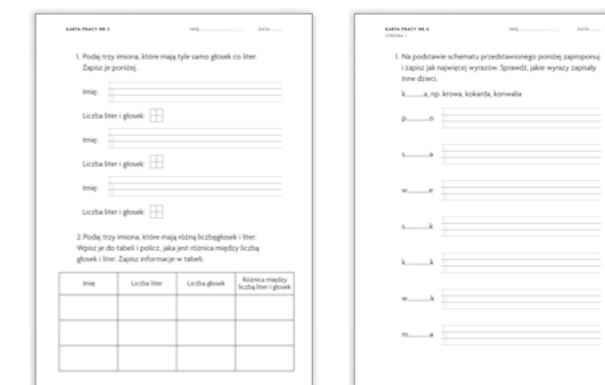 KARTA PRACY NR 3 IMIĘ DATA
1. Podaj trzy imiona, które mają tyle samo głosek co liter.
Zapisz je poniżej.
Imię:
Liczba liter i głosek:
Imię:
Liczba liter i głosek:
Imię:
Liczba liter i głosek:
2. Podaj trzy imiona, które mają różną liczbęgłosek i liter.
Wpisz je do tabeli i policz, jaka jest różnica między liczbą
głosek i liter. Zapisz informacje w tabeli.
Imię Liczba liter Liczba głosek Różnica między
liczbą liter i głosek
KARTA PRACY NR 4 IMIĘ DATA
STRONA 1
1. Na podstawie schematu przedstawionego poniżej zaproponuj
i zapisz jak najwięcej wyrazów. Sprawdź, jakie wyrazy zapisały
inne dzieci.
k........a, np. krowa, kokarda, konwalia
p........o
s........a
w........e
s........k
k........k
w........k
m........a